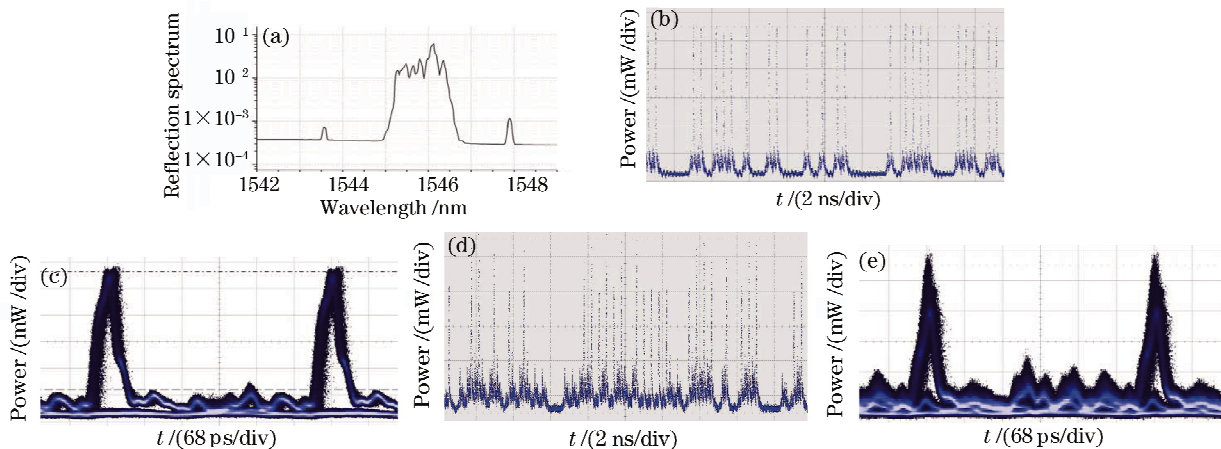 (a)
Reflection spectrum
10⁻¹
10⁻²
1×10⁻³
1×10⁻⁴
1542 1544 1546 1548
Wavelength /nm
(b)
Power /(mW /div)
t /(2 ns/div)
(c)
Power /(mW /div)
t /(68 ps/div)
(d)
Power /(mW /div)
t /(2 ns/div)
(e)
Power /(mW /div)
t /(68 ps/div)